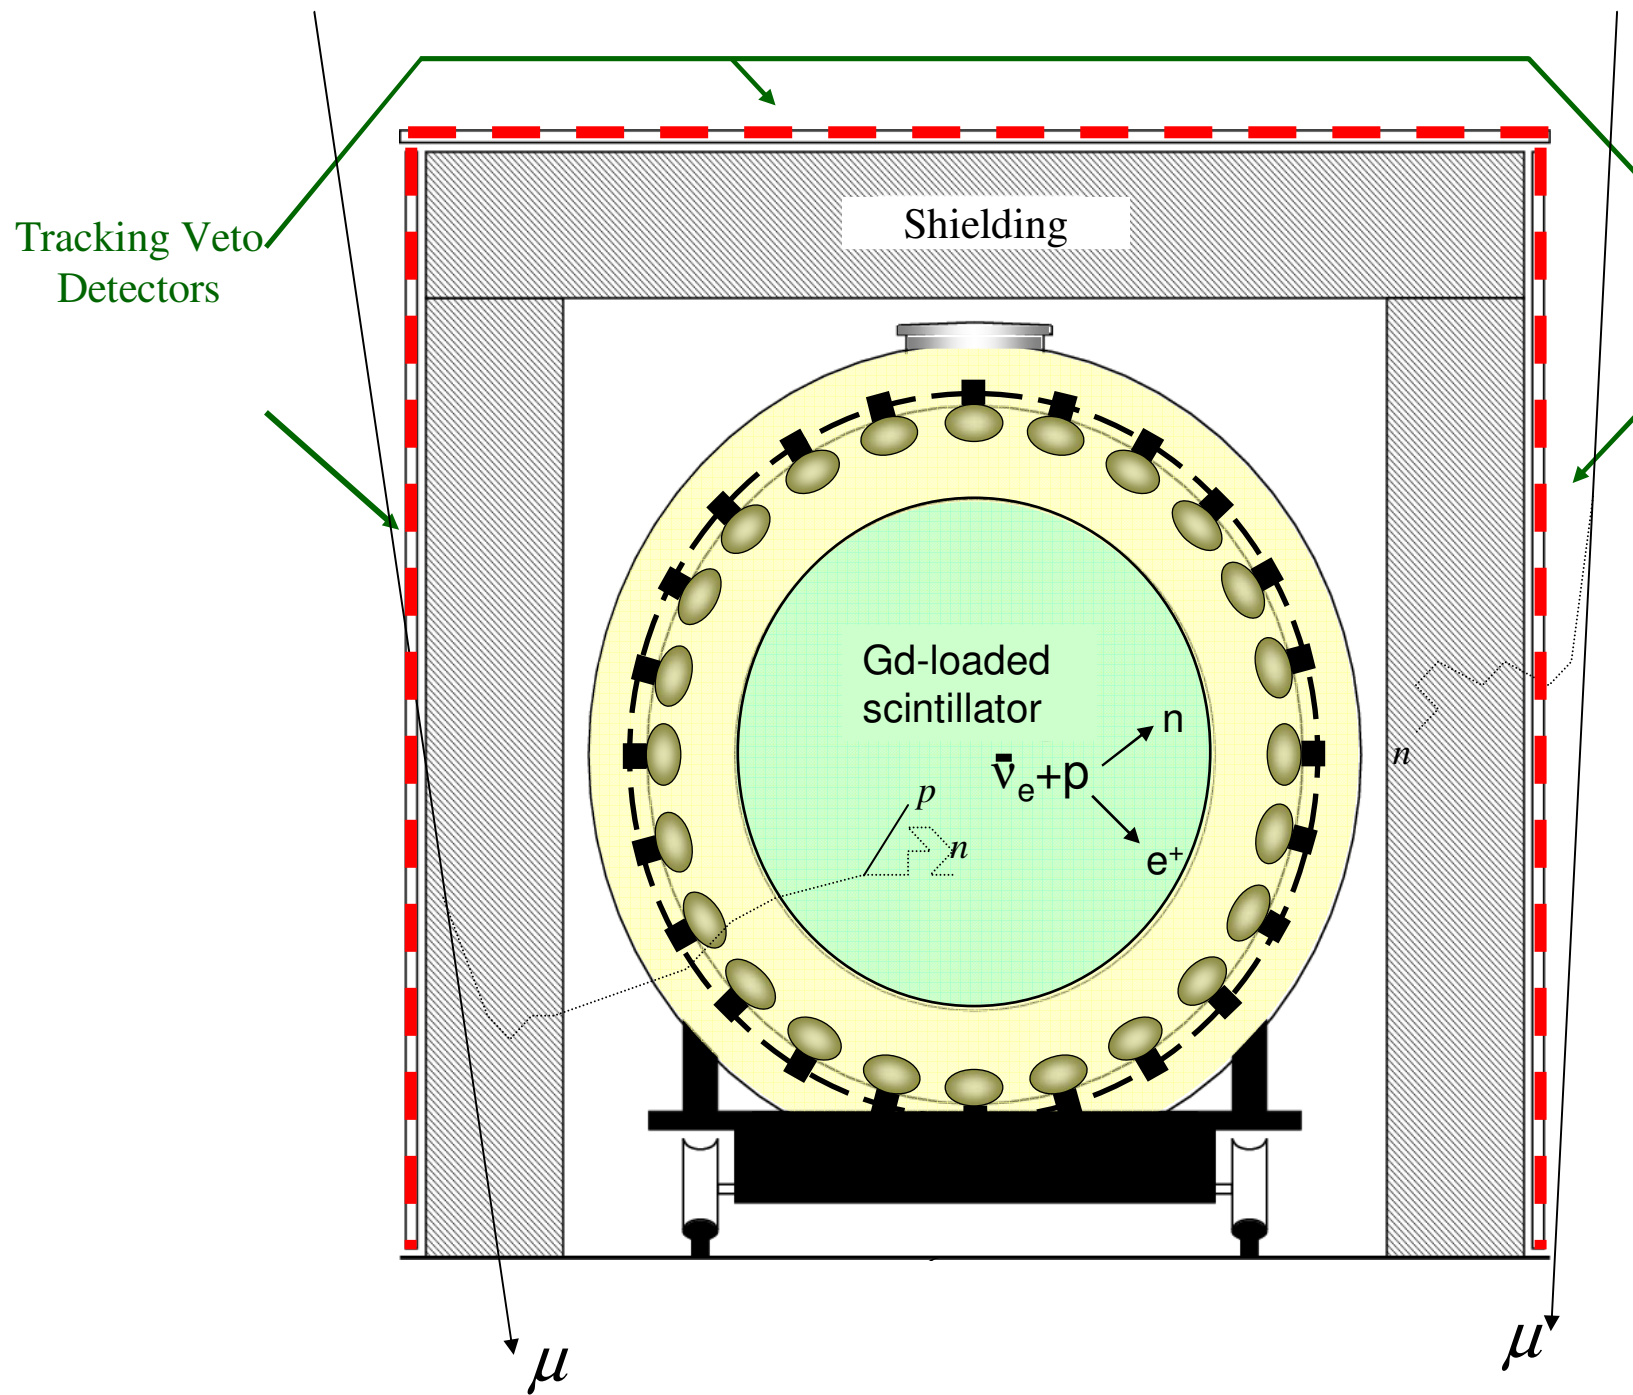 Tracking Veto
Detectors
Shielding
Gd-loaded
scintillator
n
ν̄e+p
e+
p
n
n
μ
μ